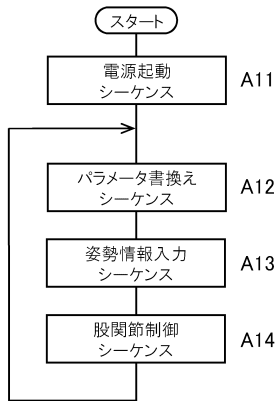 スタート
電源起動
シーケンス
A11
パラメータ書換え
シーケンス
A12
姿勢情報入力
シーケンス
A13
股関節制御
シーケンス
A14